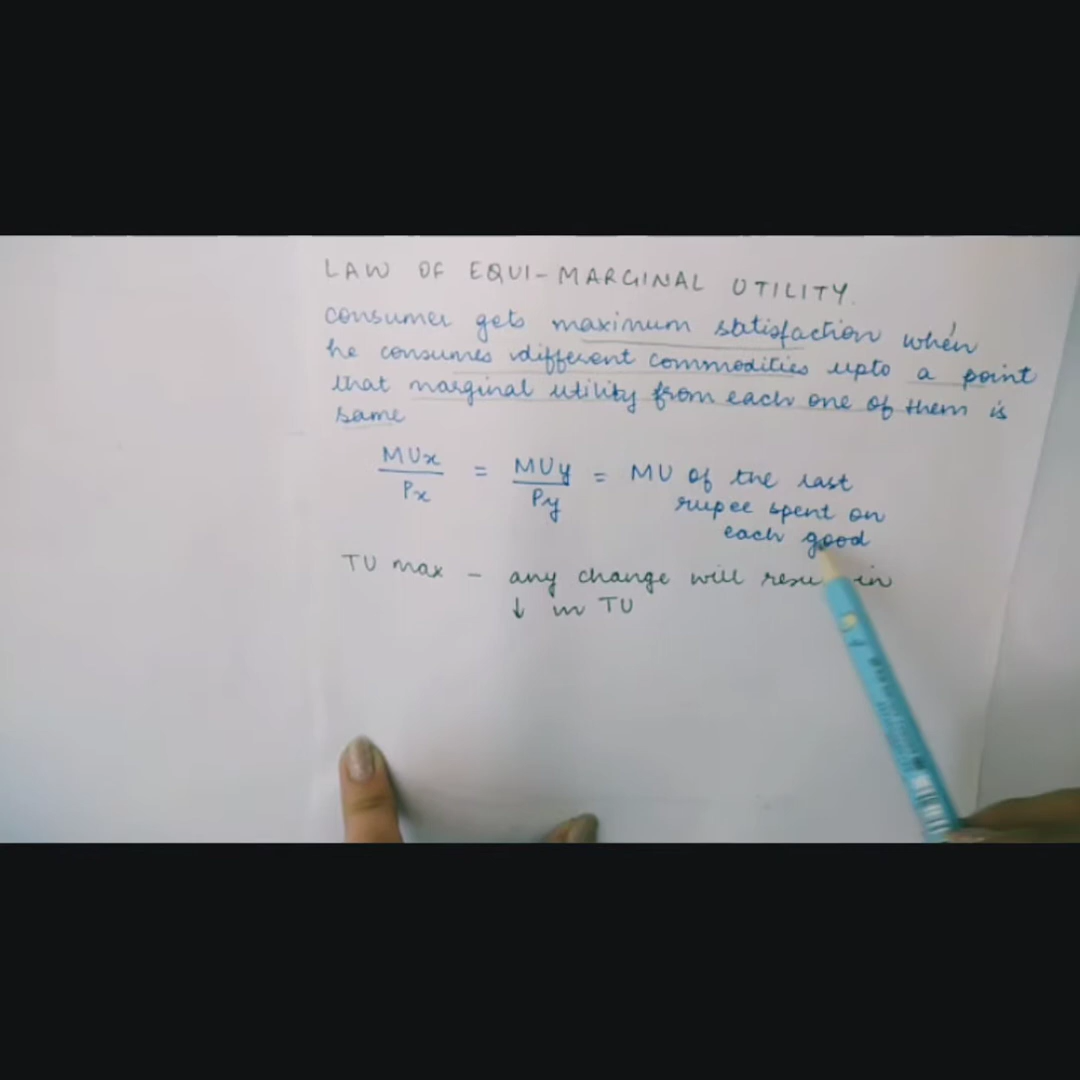 LAW OF EQUI-MARGINAL UTILITY.
consumer gets maximum satisfaction when
he consumes different commodities upto a point
that marginal utility from each one of them is
same
MUx / Px = MUy / Py = MU of the last
rupee spent on
each good
TU max - any change will resu in
↓ in TU